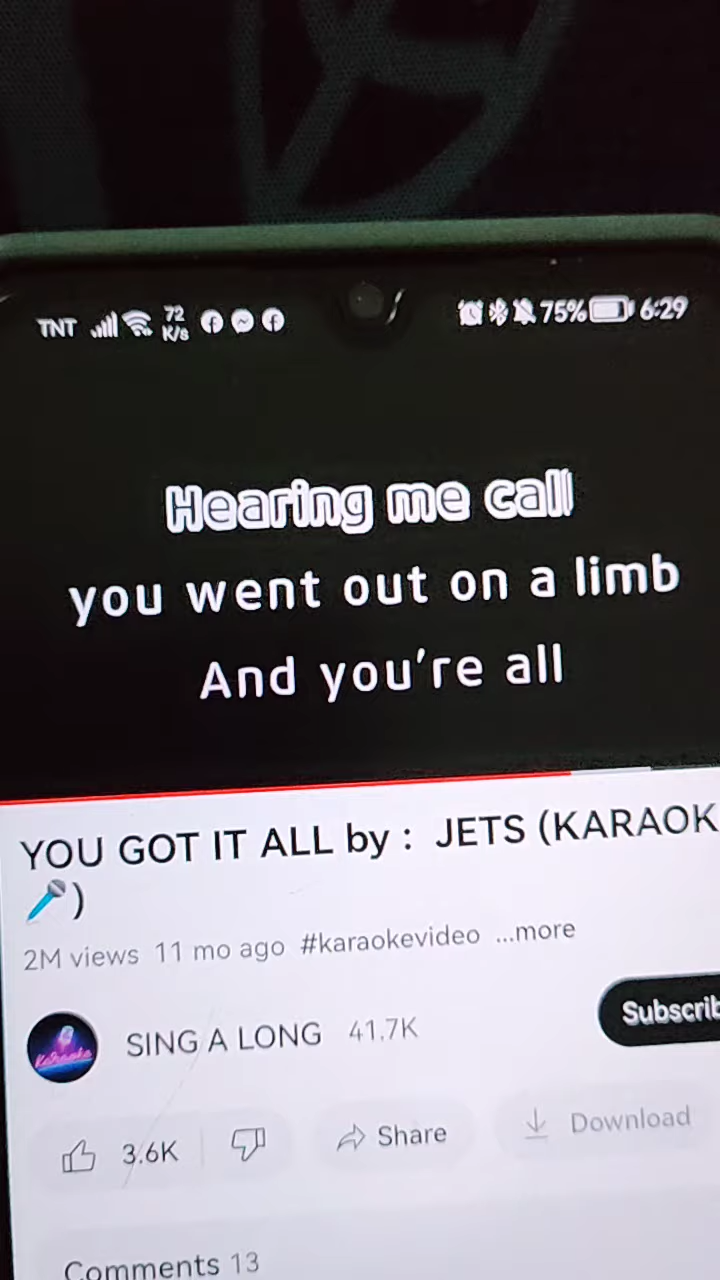 TNT 72 K/s 75% 6:29
Hearing me call
you went out on a limb
And you're all
YOU GOT IT ALL by : JETS (KARAOK
🎤)
2M views 11 mo ago #karaokevideo ...more
Karaoke
SING A LONG 41.7K
Subscrib
3.6K Share Download
Comments 13